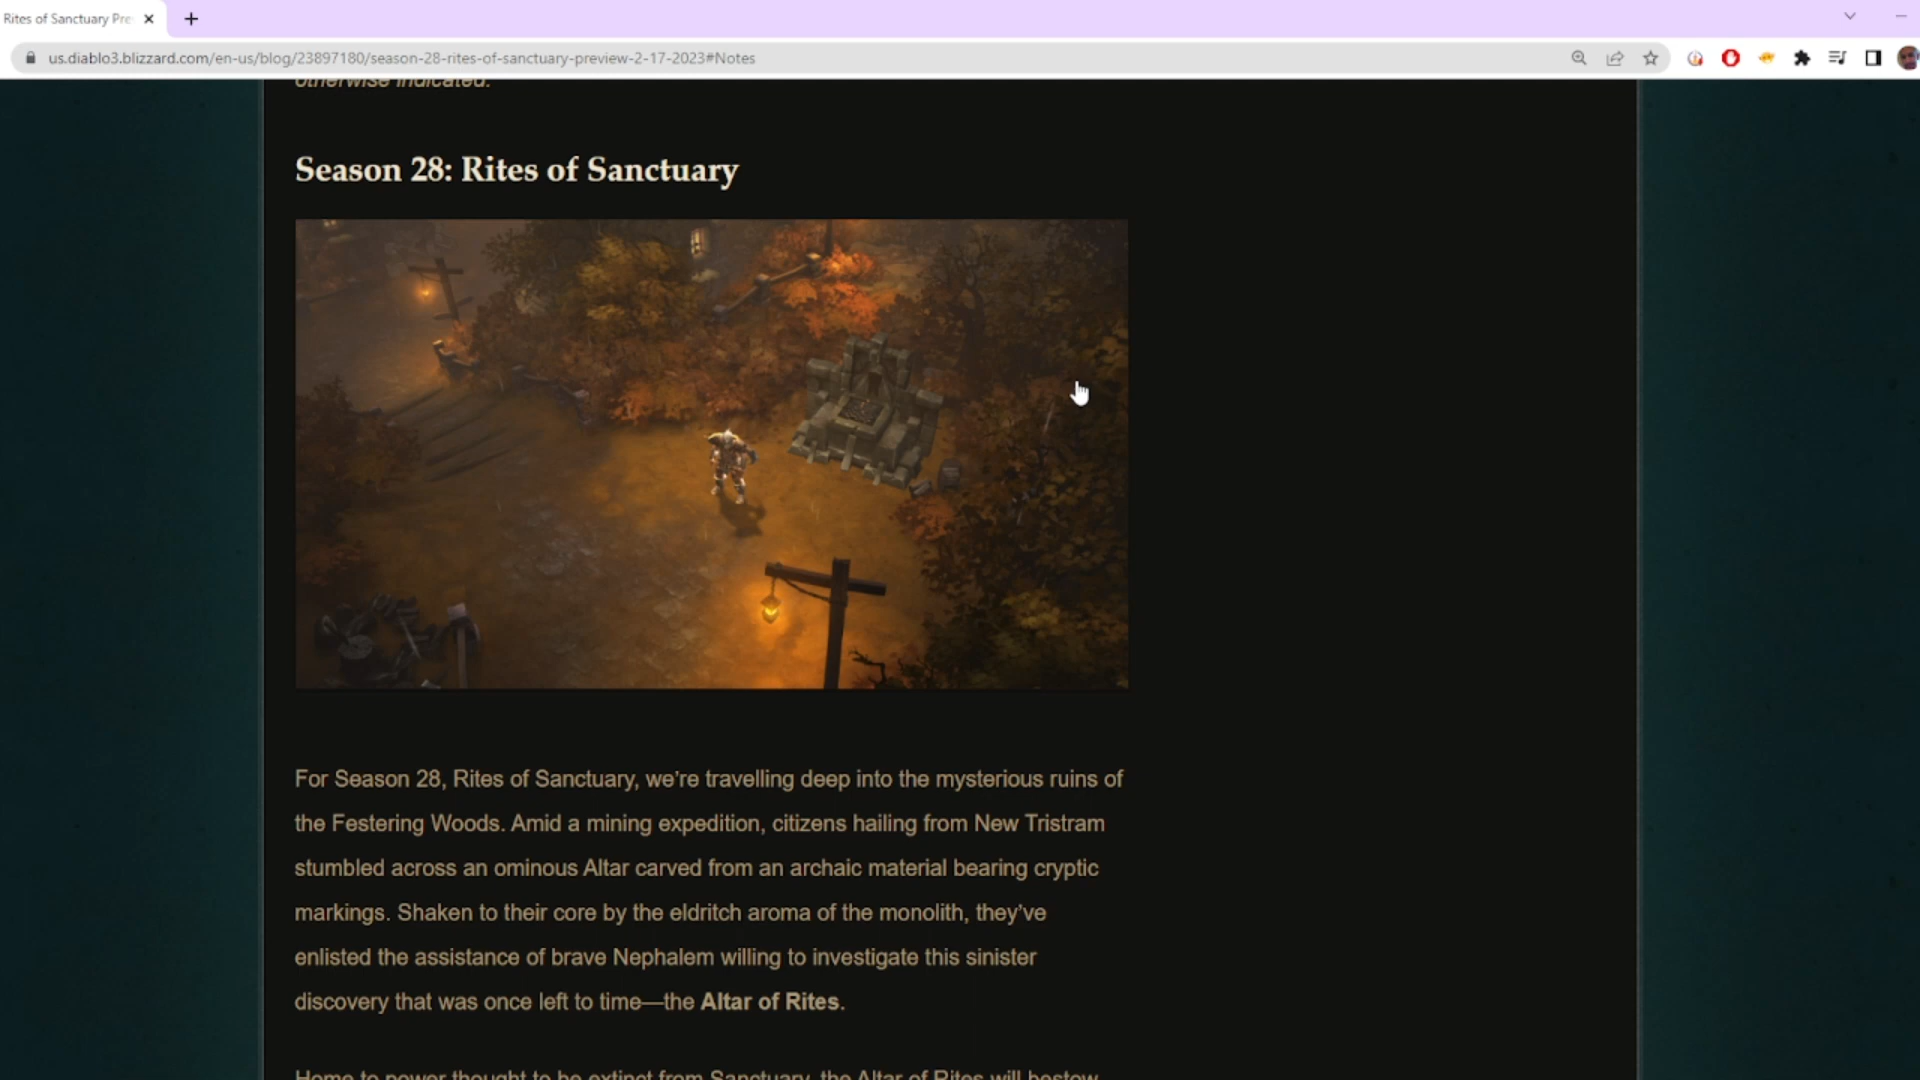 Rites of Sanctuary Pre
us.diablo3.blizzard.com/en-us/blog/23897180/season-28-rites-of-sanctuary-preview-2-17-2023#Notes
otherwise indicated.
Season 28: Rites of Sanctuary
For Season 28, Rites of Sanctuary, we’re travelling deep into the mysterious ruins of
the Festering Woods. Amid a mining expedition, citizens hailing from New Tristram
stumbled across an ominous Altar carved from an archaic material bearing cryptic
markings. Shaken to their core by the eldritch aroma of the monolith, they’ve
enlisted the assistance of brave Nephalem willing to investigate this sinister
discovery that was once left to time—the Altar of Rites.
Home to power thought to be extinct from Sanctuary, the Altar of Rites will bestow